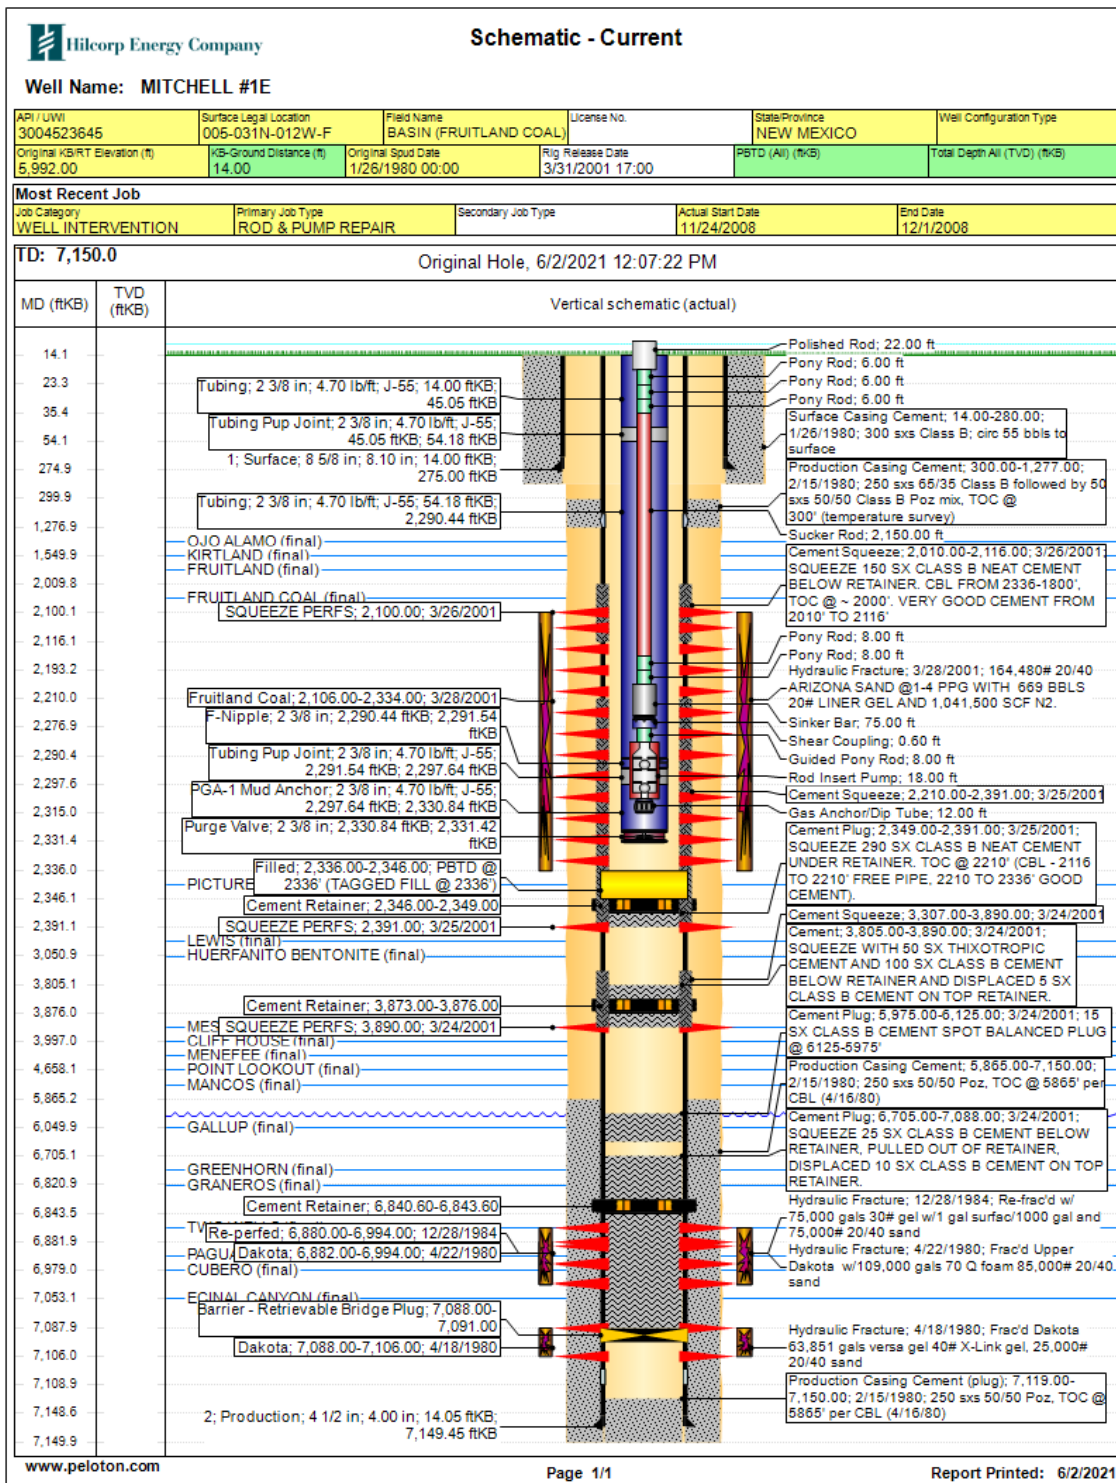 Hilcorp Energy Company
Schematic - Current
Well Name: MITCHELL #1E
API / UWI
3004523645
Surface Legal Location
005-031N-012W-F
Field Name
BASIN (FRUITLAND COAL)
License No.
State/Province
NEW MEXICO
Well Configuration Type
Original KB/RT Elevation (ft)
5,992.00
KB-Ground Distance (ft)
14.00
Original Spud Date
1/26/1980 00:00
Rig Release Date
3/31/2001 17:00
PBTD (All) (ftKB)
Total Depth All (TVD) (ftKB)
Most Recent Job
Job Category
WELL INTERVENTION
Primary Job Type
ROD & PUMP REPAIR
Secondary Job Type
Actual Start Date
11/24/2008
End Date
12/1/2008
TD: 7,150.0
Original Hole, 6/2/2021 12:07:22 PM
MD (ftKB)
TVD
(ftKB)
Vertical schematic (actual)
14.1
23.3
35.4
54.1
274.9
299.9
1,276.9
1,549.9
2,009.8
2,100.1
2,116.1
2,193.2
2,210.0
2,276.9
2,290.4
2,297.6
2,315.0
2,331.4
2,336.0
2,346.1
2,391.1
3,050.9
3,805.1
3,876.0
3,997.0
4,658.1
5,865.2
6,049.9
6,705.1
6,820.9
6,843.5
6,881.9
6,979.0
7,053.1
7,087.9
7,106.0
7,108.9
7,148.6
7,149.9
Tubing; 2 3/8 in; 4.70 lb/ft; J-55; 14.00 ftKB;
45.05 ftKB
Tubing Pup Joint; 2 3/8 in; 4.70 lb/ft; J-55;
45.05 ftKB; 54.18 ftKB
1; Surface; 8 5/8 in; 8.10 in; 14.00 ftKB;
275.00 ftKB
Tubing; 2 3/8 in; 4.70 lb/ft; J-55; 54.18 ftKB;
2,290.44 ftKB
OJO ALAMO (final)
KIRTLAND (final)
FRUITLAND (final)
FRUITLAND COAL (final)
SQUEEZE PERFS; 2,100.00; 3/26/2001
Fruitland Coal; 2,106.00-2,334.00; 3/28/2001
F-Nipple; 2 3/8 in; 2,290.44 ftKB; 2,291.54
ftKB
Tubing Pup Joint; 2 3/8 in; 4.70 lb/ft; J-55;
2,291.54 ftKB; 2,297.64 ftKB
PGA-1 Mud Anchor; 2 3/8 in; 4.70 lb/ft; J-55;
2,297.64 ftKB; 2,330.84 ftKB
Purge Valve; 2 3/8 in; 2,330.84 ftKB; 2,331.42
ftKB
Filled; 2,336.00-2,346.00; PBTD @
2336' (TAGGED FILL @ 2336')
PICTURE
Cement Retainer; 2,346.00-2,349.00
SQUEEZE PERFS; 2,391.00; 3/25/2001
LEWIS (final)
HUERFANITO BENTONITE (final)
Cement Retainer; 3,873.00-3,876.00
MES
SQUEEZE PERFS; 3,890.00; 3/24/2001
CLIFF HOUSE (final)
MENEFEE (final)
POINT LOOKOUT (final)
MANCOS (final)
GALLUP (final)
GREENHORN (final)
GRANEROS (final)
Cement Retainer; 6,840.60-6,843.60
Re-perfed; 6,880.00-6,994.00; 12/28/1984
PAGUA
Dakota; 6,882.00-6,994.00; 4/22/1980
CUBERO (final)
ECINAL CANYON (final)
Barrier - Retrievable Bridge Plug; 7,088.00-
7,091.00
Dakota; 7,088.00-7,106.00; 4/18/1980
2; Production; 4 1/2 in; 4.00 in; 14.05 ftKB;
7,149.45 ftKB
Polished Rod; 22.00 ft
Pony Rod; 6.00 ft
Pony Rod; 6.00 ft
Pony Rod; 6.00 ft
Surface Casing Cement; 14.00-280.00;
1/26/1980; 300 sxs Class B; circ 55 bbls to
surface
Production Casing Cement; 300.00-1,277.00;
2/15/1980; 250 sxs 65/35 Class B followed by 50
sxs 50/50 Class B Poz mix, TOC @
300' (temperature survey)
Sucker Rod; 2,150.00 ft
Cement Squeeze; 2,010.00-2,116.00; 3/26/2001;
SQUEEZE 150 SX CLASS B NEAT CEMENT
BELOW RETAINER. CBL FROM 2336-1800',
TOC @ ~ 2000'. VERY GOOD CEMENT FROM
2010' TO 2116'
Pony Rod; 8.00 ft
Pony Rod; 8.00 ft
Hydraulic Fracture; 3/28/2001; 164,480# 20/40
ARIZONA SAND @1-4 PPG WITH 669 BBLS
20# LINER GEL AND 1,041,500 SCF N2.
Sinker Bar; 75.00 ft
Shear Coupling; 0.60 ft
Guided Pony Rod; 8.00 ft
Rod Insert Pump; 18.00 ft
Cement Squeeze; 2,210.00-2,391.00; 3/25/2001
Gas Anchor/Dip Tube; 12.00 ft
Cement Plug; 2,349.00-2,391.00; 3/25/2001;
SQUEEZE 290 SX CLASS B NEAT CEMENT
UNDER RETAINER. TOC @ 2210' (CBL - 2116
TO 2210' FREE PIPE, 2210 TO 2336' GOOD
CEMENT).
Cement Squeeze; 3,307.00-3,890.00; 3/24/2001
Cement; 3,805.00-3,890.00; 3/24/2001;
SQUEEZE WITH 50 SX THIXOTROPIC
CEMENT AND 100 SX CLASS B CEMENT
BELOW RETAINER AND DISPLACED 5 SX
CLASS B CEMENT ON TOP RETAINER.
Cement Plug; 5,975.00-6,125.00; 3/24/2001; 15
SX CLASS B CEMENT SPOT BALANCED PLUG
@ 6125-5975'
Production Casing Cement; 5,865.00-7,150.00;
2/15/1980; 250 sxs 50/50 Poz, TOC @ 5865' per
CBL (4/16/80)
Cement Plug; 6,705.00-7,088.00; 3/24/2001;
SQUEEZE 25 SX CLASS B CEMENT BELOW
RETAINER, PULLED OUT OF RETAINER,
DISPLACED 10 SX CLASS B CEMENT ON TOP
RETAINER.
Hydraulic Fracture; 12/28/1984; Re-frac'd w/
75,000 gals 30# gel w/1 gal surfac/1000 gal and
75,000# 20/40 sand
Hydraulic Fracture; 4/22/1980; Frac'd Upper
Dakota w/109,000 gals 70 Q foam 85,000# 20/40
sand
Hydraulic Fracture; 4/18/1980; Frac'd Dakota
63,851 gals versa gel 40# X-Link gel, 25,000#
20/40 sand
Production Casing Cement (plug); 7,119.00-
7,150.00; 2/15/1980; 250 sxs 50/50 Poz, TOC @
5865' per CBL (4/16/80)
www.peloton.com
Page 1/1
Report Printed: 6/2/2021